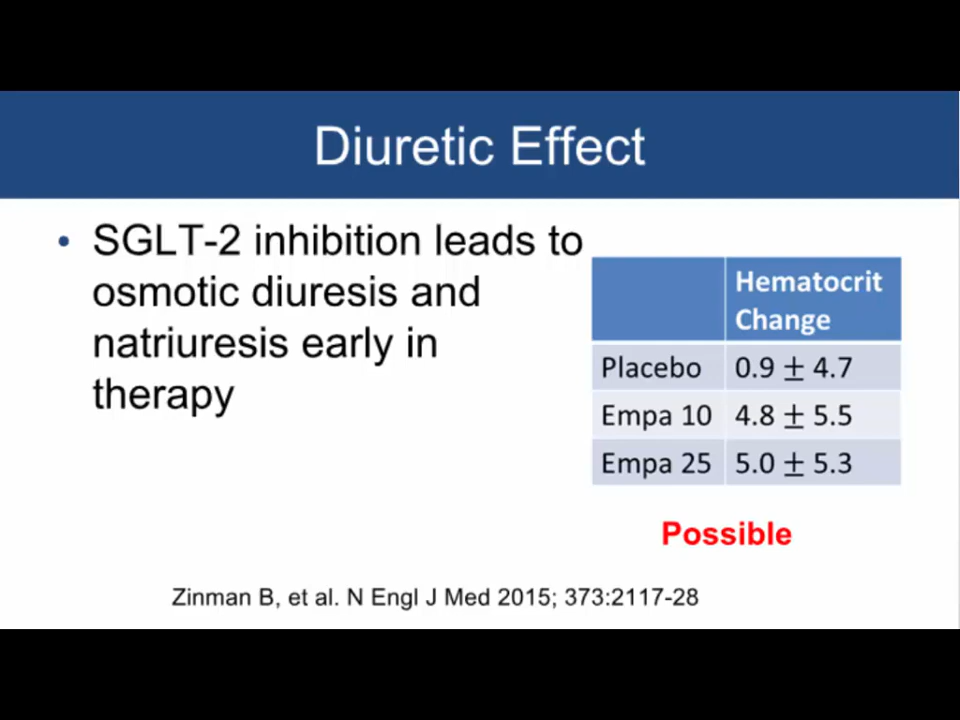 Diuretic Effect
• SGLT-2 inhibition leads to
osmotic diuresis and
natriuresis early in
therapy
Hematocrit
Change
Placebo 0.9 ± 4.7
Empa 10 4.8 ± 5.5
Empa 25 5.0 ± 5.3
Possible
Zinman B, et al. N Engl J Med 2015; 373:2117-28